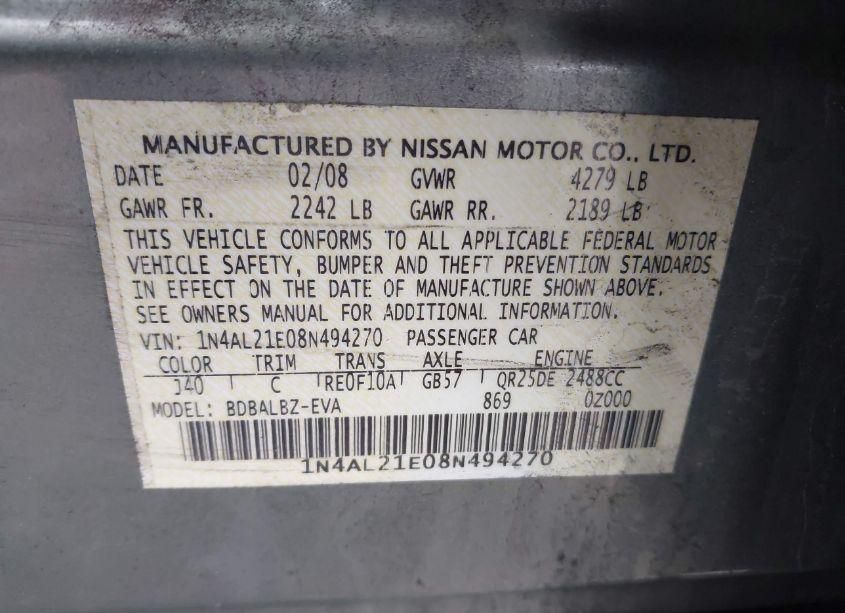 MANUFACTURED BY NISSAN MOTOR CO., LTD.
DATE 02/08 GVWR 4279 LB
GAWR FR. 2242 LB GAWR RR. 2189 LB
THIS VEHICLE CONFORMS TO ALL APPLICABLE FEDERAL MOTOR
VEHICLE SAFETY, BUMPER AND THEFT PREVENTION STANDARDS
IN EFFECT ON THE DATE OF MANUFACTURE SHOWN ABOVE.
SEE OWNERS MANUAL FOR ADDITIONAL INFORMATION.
VIN: 1N4AL21E08N494270 PASSENGER CAR
COLOR TRIM TRANS AXLE ENGINE
J40 C RE0F10A GB57 QR25DE 2488CC
MODEL: BDBALBZ-EVA 869 0Z000
1N4AL21E08N494270